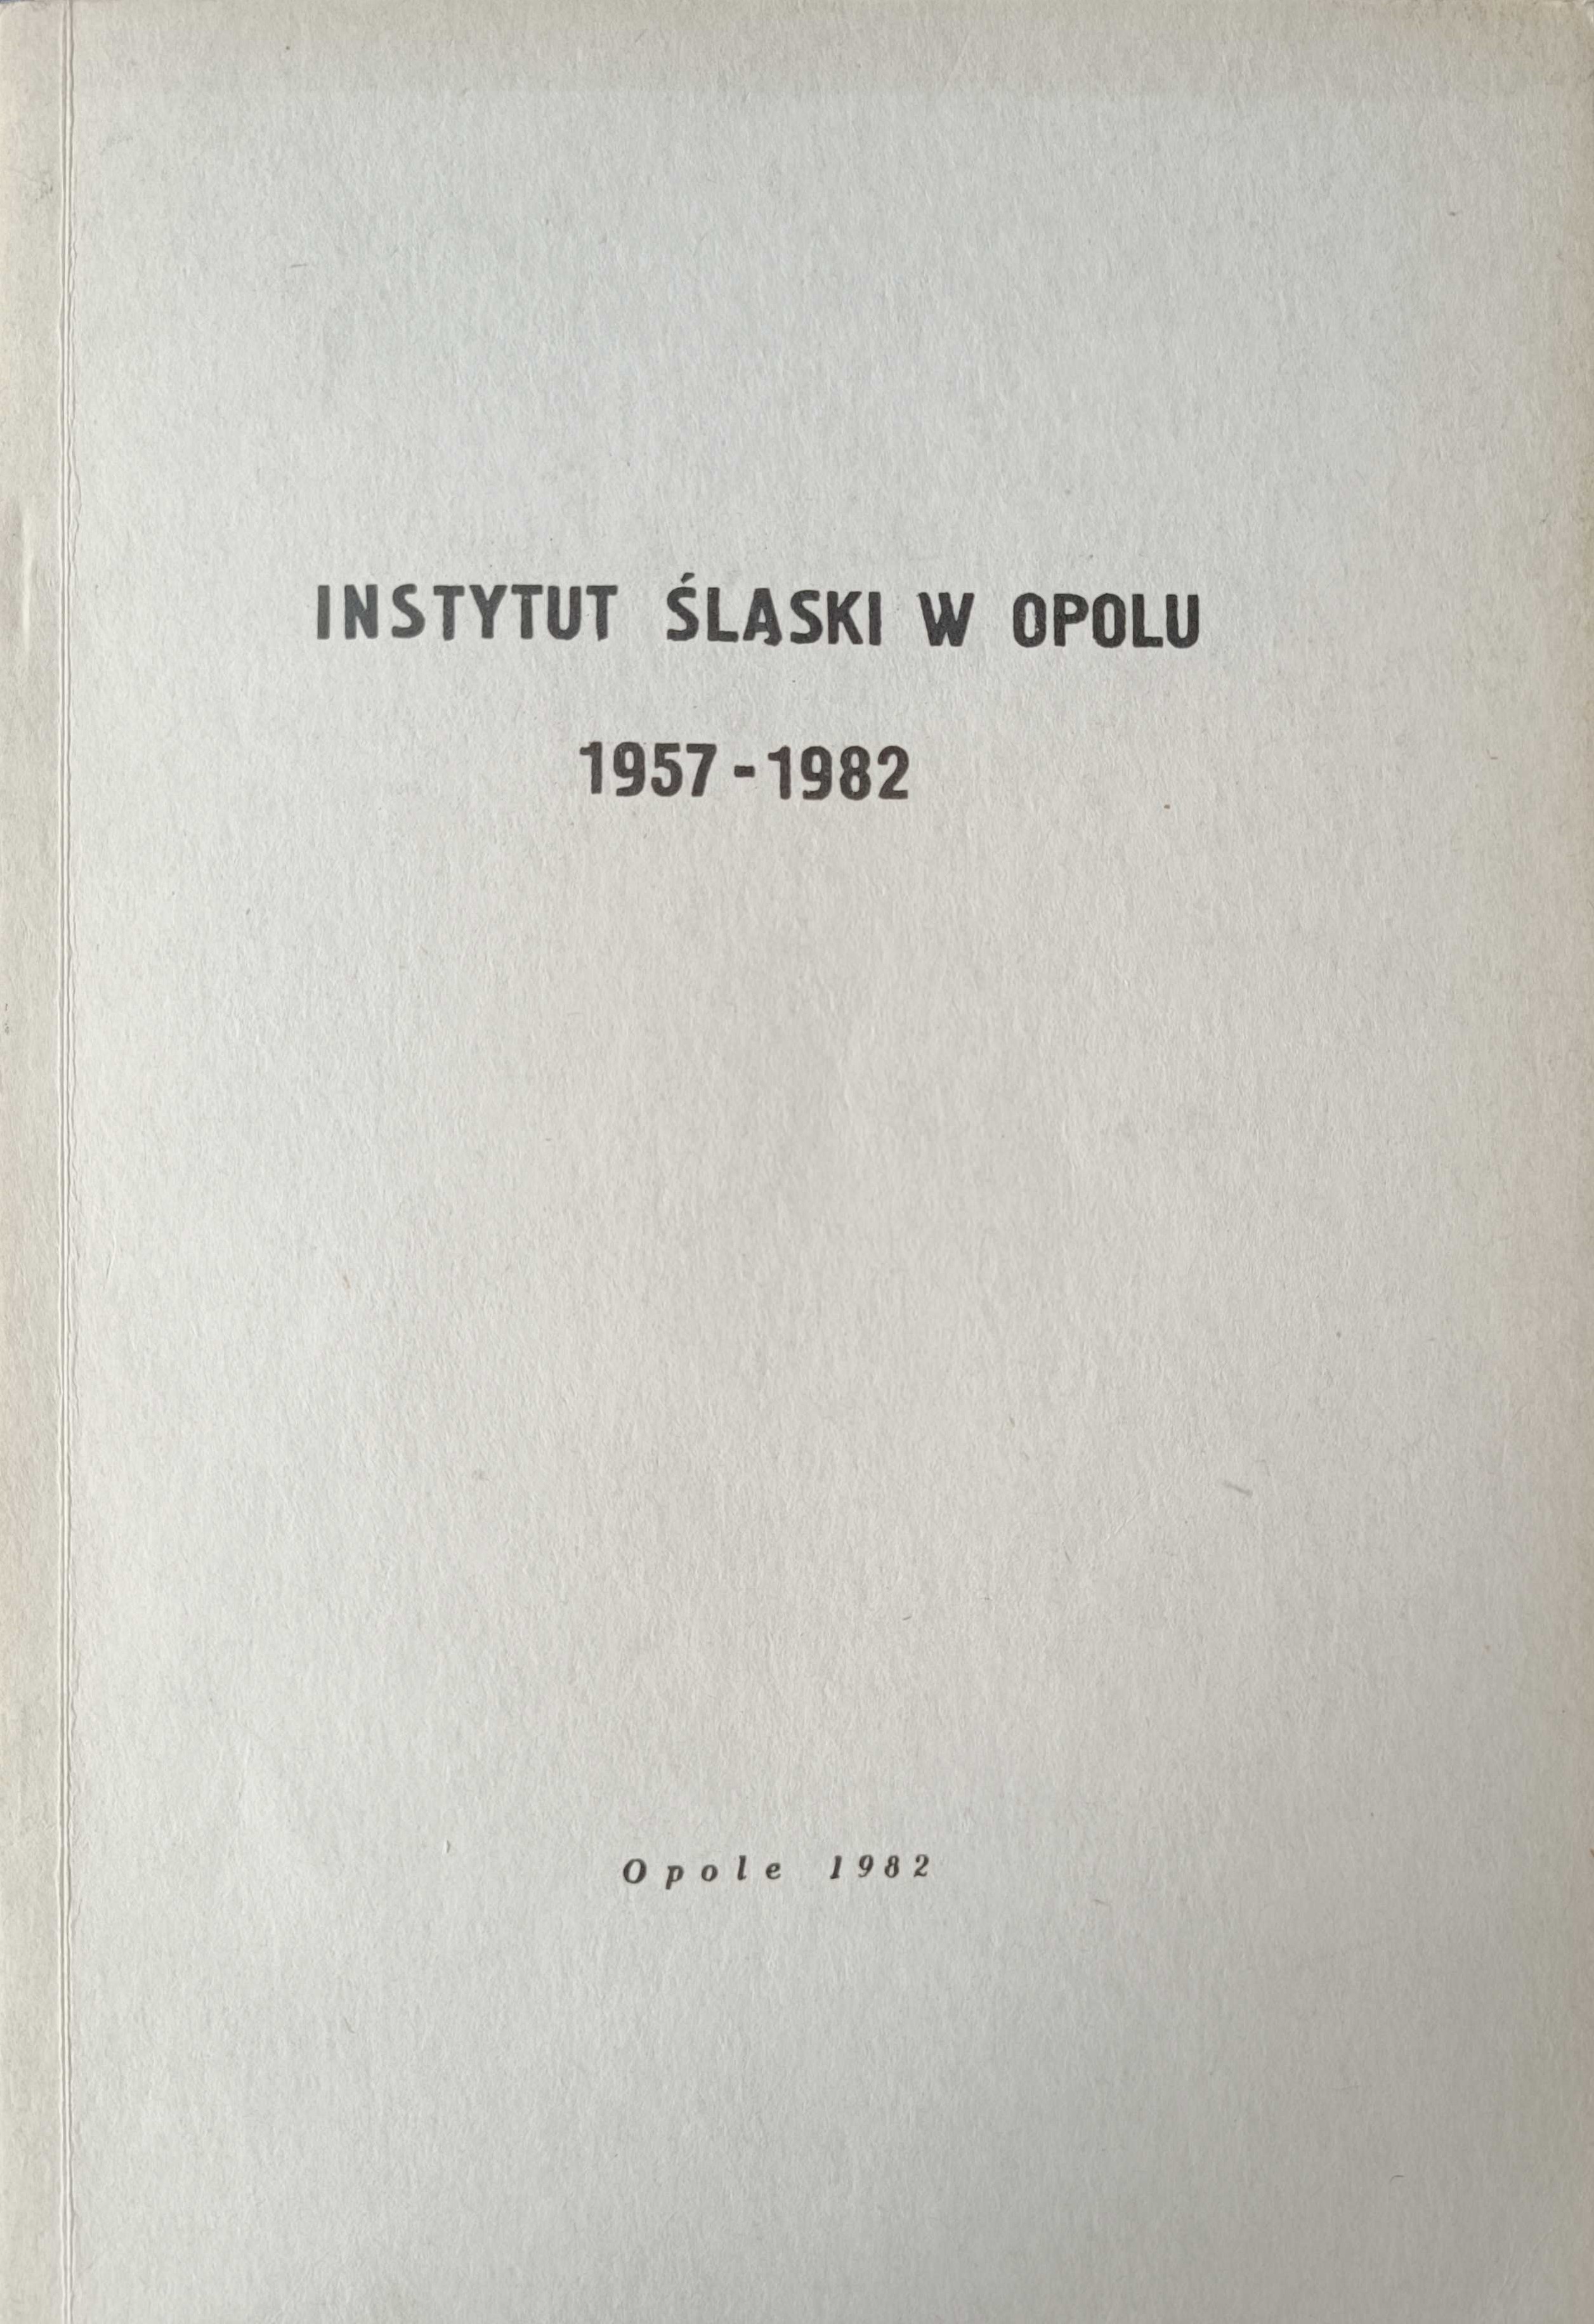 INSTYTUT ŚLĄSKI W OPOLU
1957-1982
Opole 1982